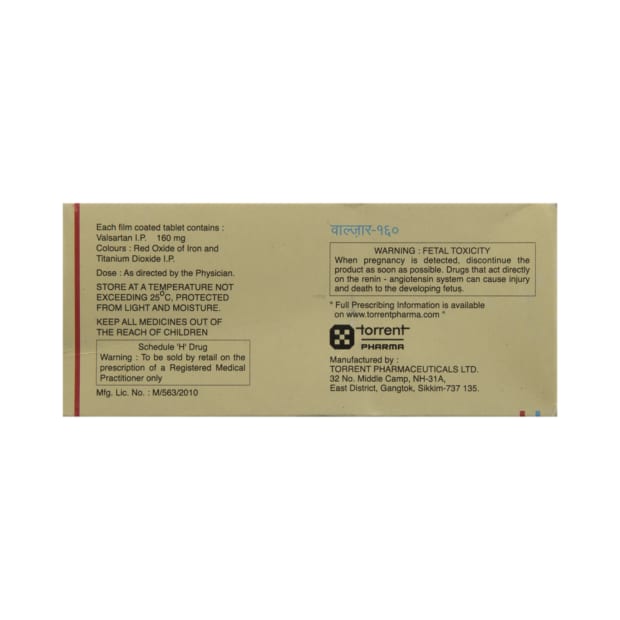 Each film coated tablet contains :
Valsartan I.P. 160 mg
Colours : Red Oxide of Iron and
Titanium Dioxide I.P.
Dose : As directed by the Physician.
STORE AT A TEMPERATURE NOT
EXCEEDING 25°C, PROTECTED
FROM LIGHT AND MOISTURE.
KEEP ALL MEDICINES OUT OF
THE REACH OF CHILDREN
Schedule 'H' Drug
Warning : To be sold by retail on the
prescription of a Registered Medical
Practitioner only
Mfg. Lic. No. : M/563/2010
वाल्ज़ार-१६०
WARNING : FETAL TOXICITY
When pregnancy is detected, discontinue the
product as soon as possible. Drugs that act directly
on the renin - angiotensin system can cause injury
and death to the developing fetus.
" Full Prescribing Information is available
on www.torrentpharma.com "
torrent
PHARMA
Manufactured by :
TORRENT PHARMACEUTICALS LTD.
32 No. Middle Camp, NH-31A,
East District, Gangtok, Sikkim-737 135.